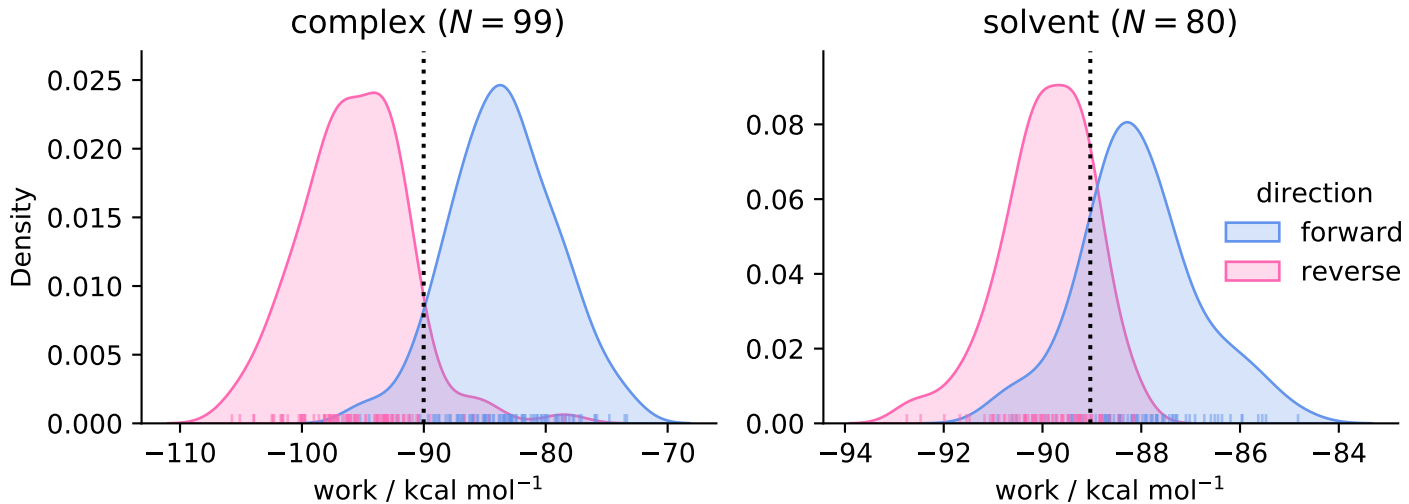 complex (N = 99)
Density
0.025
0.020
0.015
0.010
0.005
0.000
−110
−100
−90
−80
−70
work / kcal mol⁻¹
solvent (N = 80)
0.08
0.06
0.04
0.02
0.00
−94
−92
−90
−88
−86
−84
work / kcal mol⁻¹
direction
forward
reverse